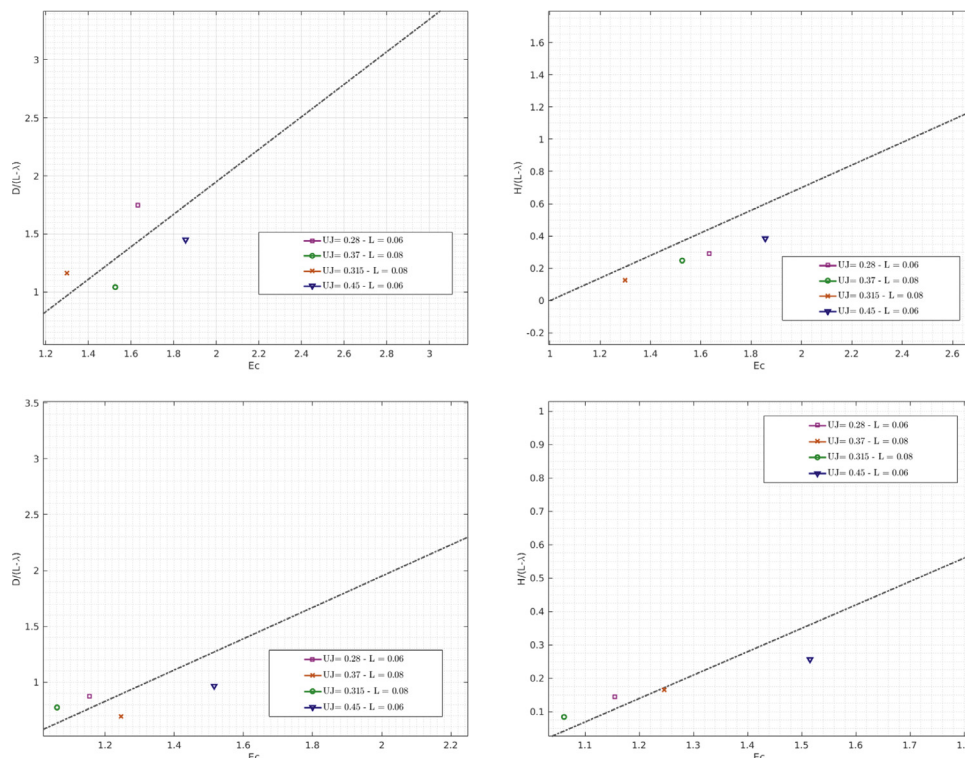 3
2.5
2
1.5
1
D/(L-λ)
1.2 1.4 1.6 1.8 2 2.2 2.4 2.6 2.8 3
Ec
UJ= 0.28 - L = 0.06
UJ= 0.37 - L = 0.08
UJ= 0.315 - L = 0.08
UJ= 0.45 - L = 0.06
1.6
1.4
1.2
1
0.8
0.6
0.4
0.2
0
-0.2
H/(L-λ)
1 1.2 1.4 1.6 1.8 2 2.2 2.4 2.6
Ec
UJ= 0.28 - L = 0.06
UJ= 0.37 - L = 0.08
UJ= 0.315 - L = 0.08
UJ= 0.45 - L = 0.06
3.5
3
2.5
2
1.5
1
D/(L-λ)
1.2 1.4 1.6 1.8 2 2.2
Ec
UJ= 0.28 - L = 0.06
UJ= 0.37 - L = 0.08
UJ= 0.315 - L = 0.08
UJ= 0.45 - L = 0.06
1
0.9
0.8
0.7
0.6
0.5
0.4
0.3
0.2
0.1
H/(L-λ)
1.1 1.2 1.3 1.4 1.5 1.6 1.7
Ec
UJ= 0.28 - L = 0.06
UJ= 0.37 - L = 0.08
UJ= 0.315 - L = 0.08
UJ= 0.45 - L = 0.06